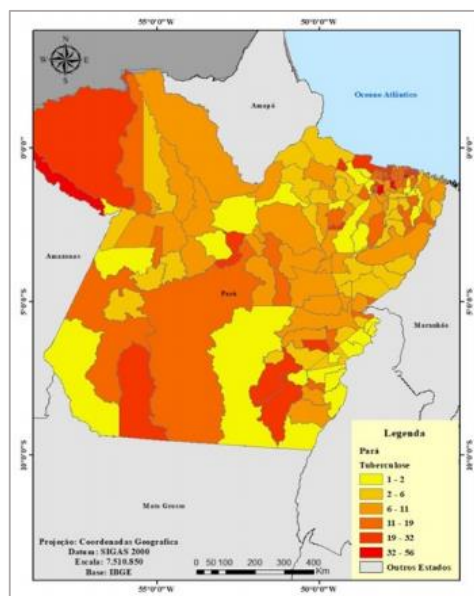 55°0'0"W
50°0'0"W
N
W
E
S
Oceano Atlântico
Amapá
0°0'0"
0°0'0"
Amazonas
Pará
5°0'0"S
5°0'0"S
Maranhão
Legenda
Pará
Tuberculose
1 - 2
2 - 6
6 - 11
11 - 19
19 - 32
32 - 56
Outros Estados
10°0'0"S
10°0'0"S
Mato Grosso
Projeção: Coordenadas Geografica
Datum: SIGAS 2000
Escala: 7.510.850
Base: IBGE
0 50 100 200 300 400
Km
55°0'0"W
50°0'0"W